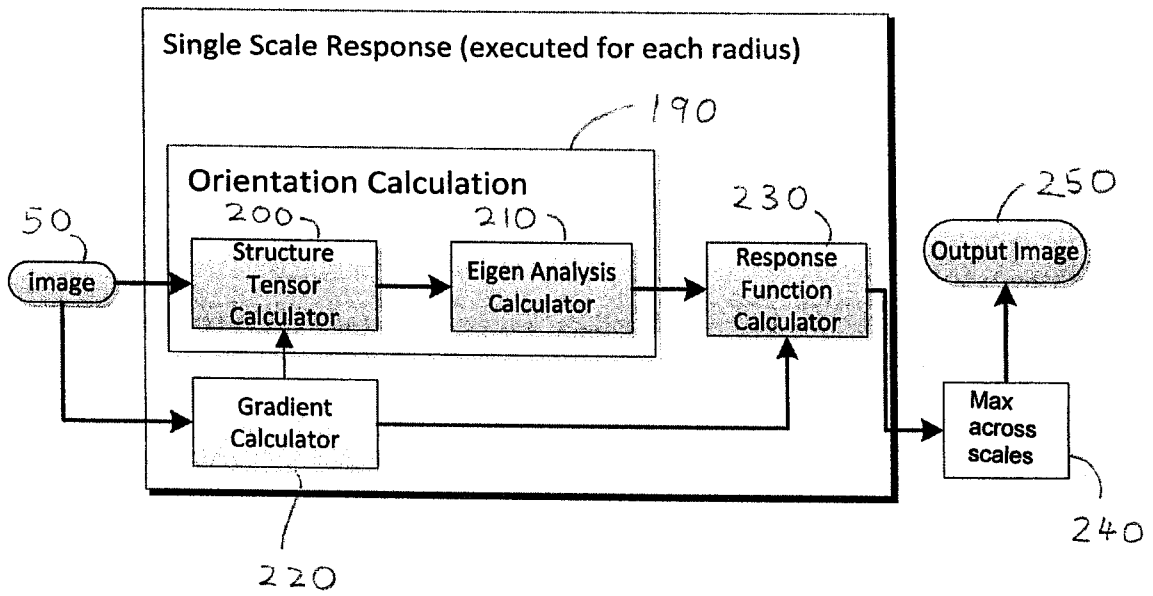 Single Scale Response (executed for each radius)
190
Orientation Calculation
50
200
210
230
250
image
Structure
Tensor
Calculator
Eigen Analysis
Calculator
Response
Function
Calculator
Output Image
Gradient
Calculator
Max
across
scales
220
240